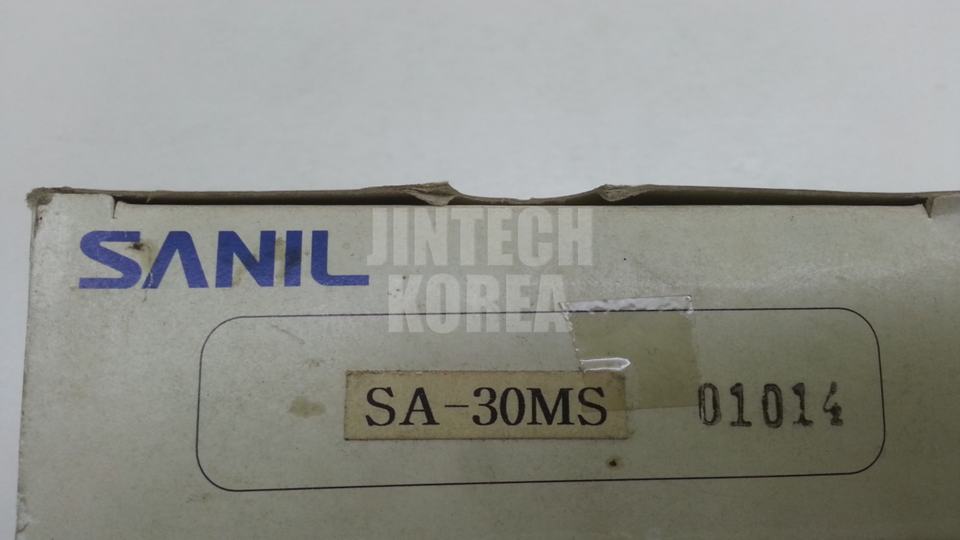 SANIL
JINTECH
KOREA
SA-30MS 01014